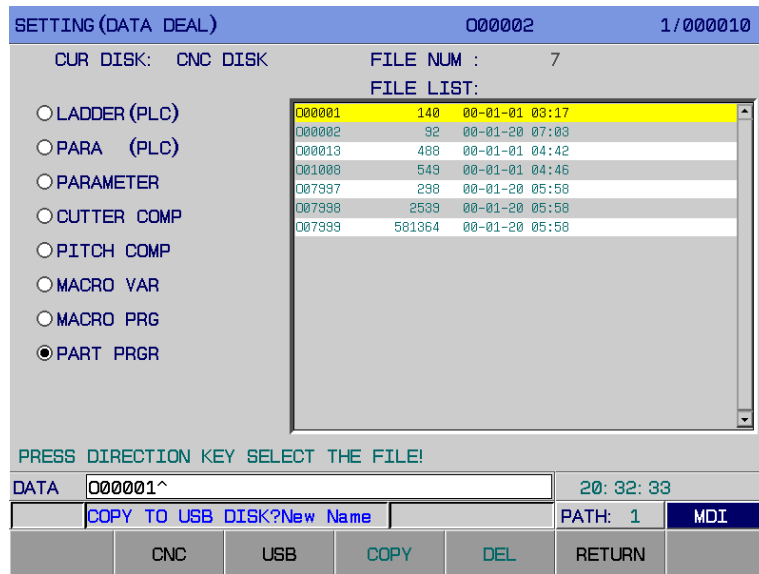 SETTING(DATA DEAL) O00002 1/000010
CUR DISK: CNC DISK FILE NUM : 7
FILE LIST:
LADDER(PLC)
PARA (PLC)
PARAMETER
CUTTER COMP
PITCH COMP
MACRO VAR
MACRO PRG
PART PRGR
O00001 140 00-01-01 03:17
O00002 92 00-01-20 07:03
O00013 488 00-01-01 04:42
O01008 549 00-01-01 04:46
O07997 298 00-01-20 05:58
O07998 2539 00-01-20 05:58
O07999 581364 00-01-20 05:58
PRESS DIRECTION KEY SELECT THE FILE!
DATA O00001^ 20:32:33
COPY TO USB DISK?New Name PATH: 1 MDI
CNC USB COPY DEL RETURN